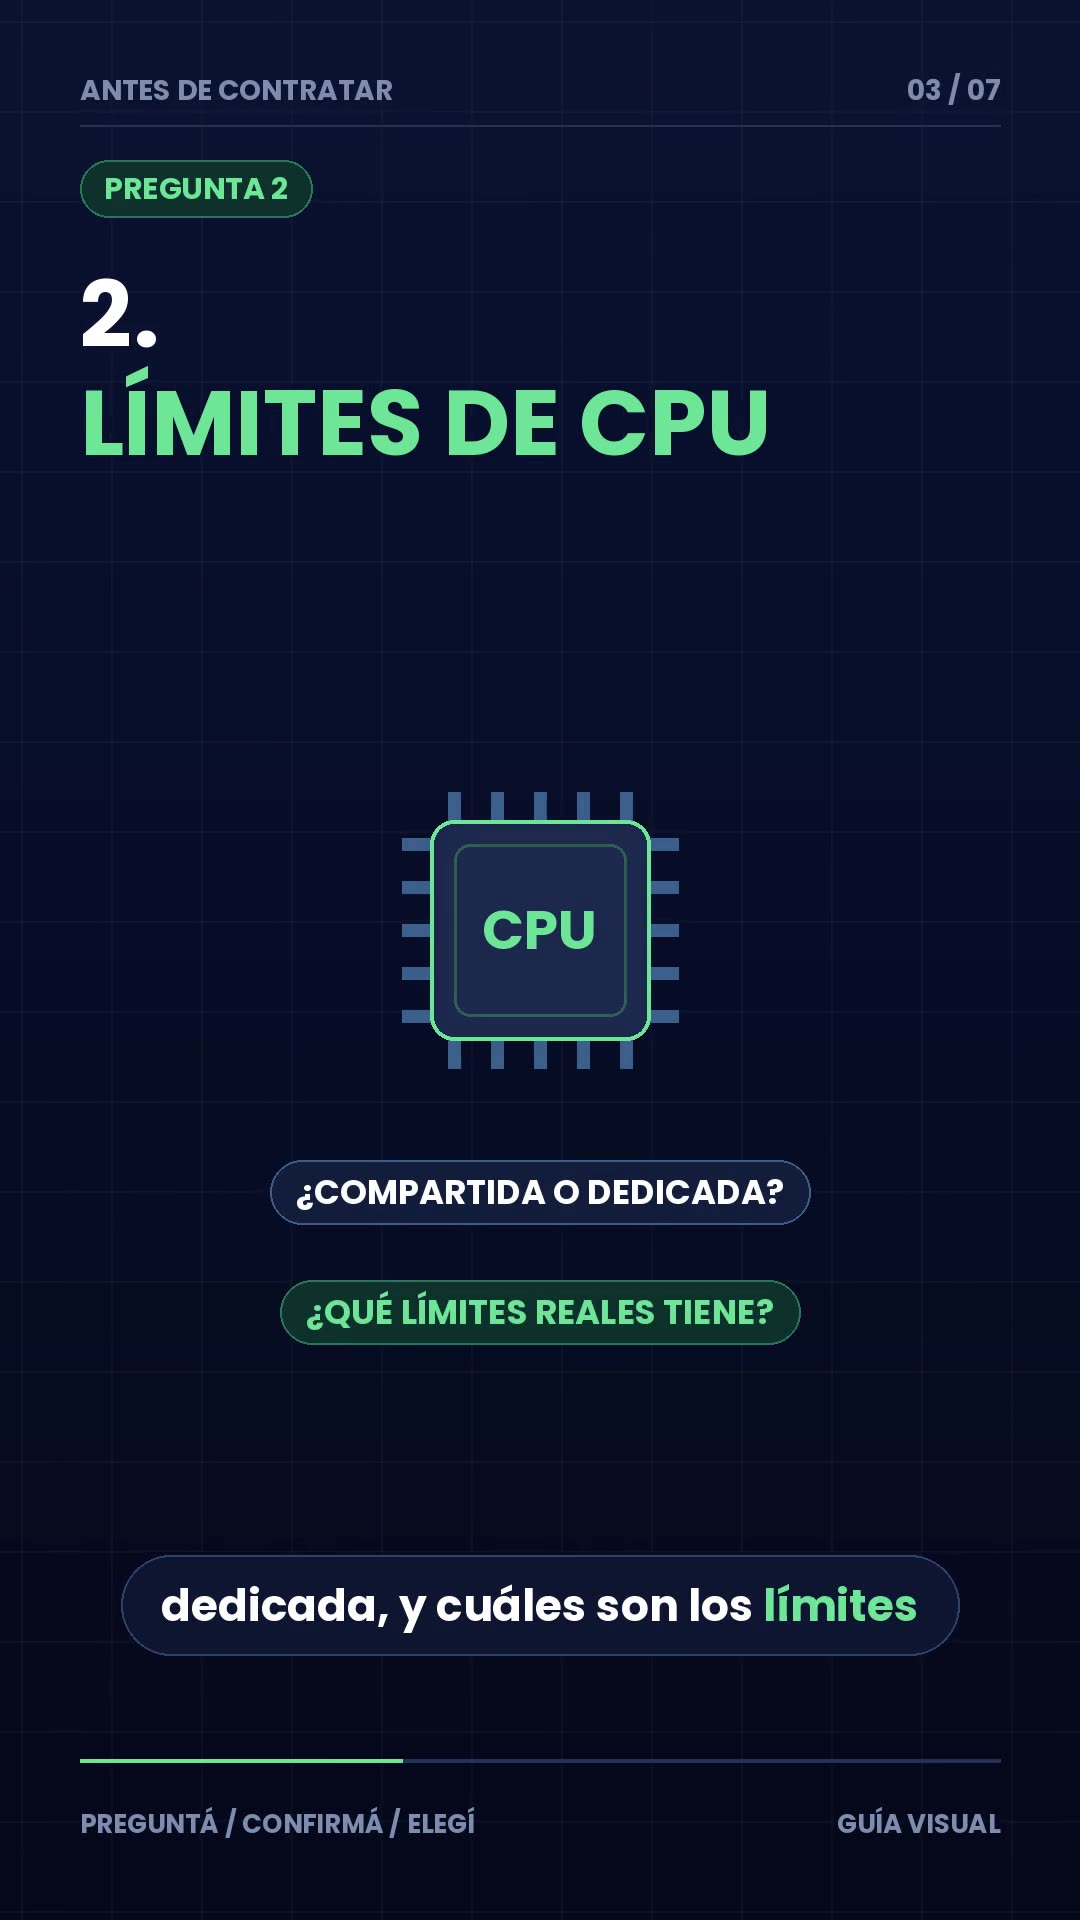 ANTES DE CONTRATAR
03 / 07
PREGUNTA 2
2.
LÍMITES DE CPU
CPU
¿COMPARTIDA O DEDICADA?
¿QUÉ LÍMITES REALES TIENE?
dedicada, y cuáles son los límites
PREGUNTÁ / CONFIRMÁ / ELEGÍ
GUÍA VISUAL